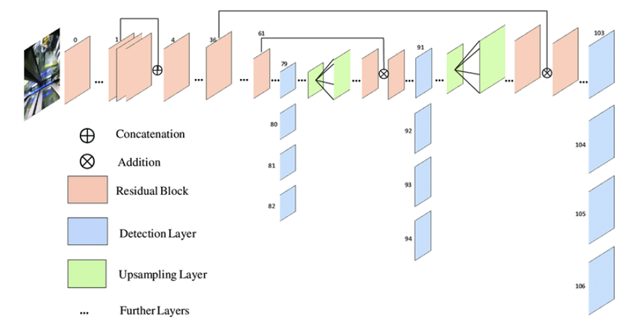 0
1
4
36
61
79
91
103
80
81
82
92
93
94
104
105
106
Concatenation
Addition
Residual Block
Detection Layer
Upsampling Layer
... Further Layers